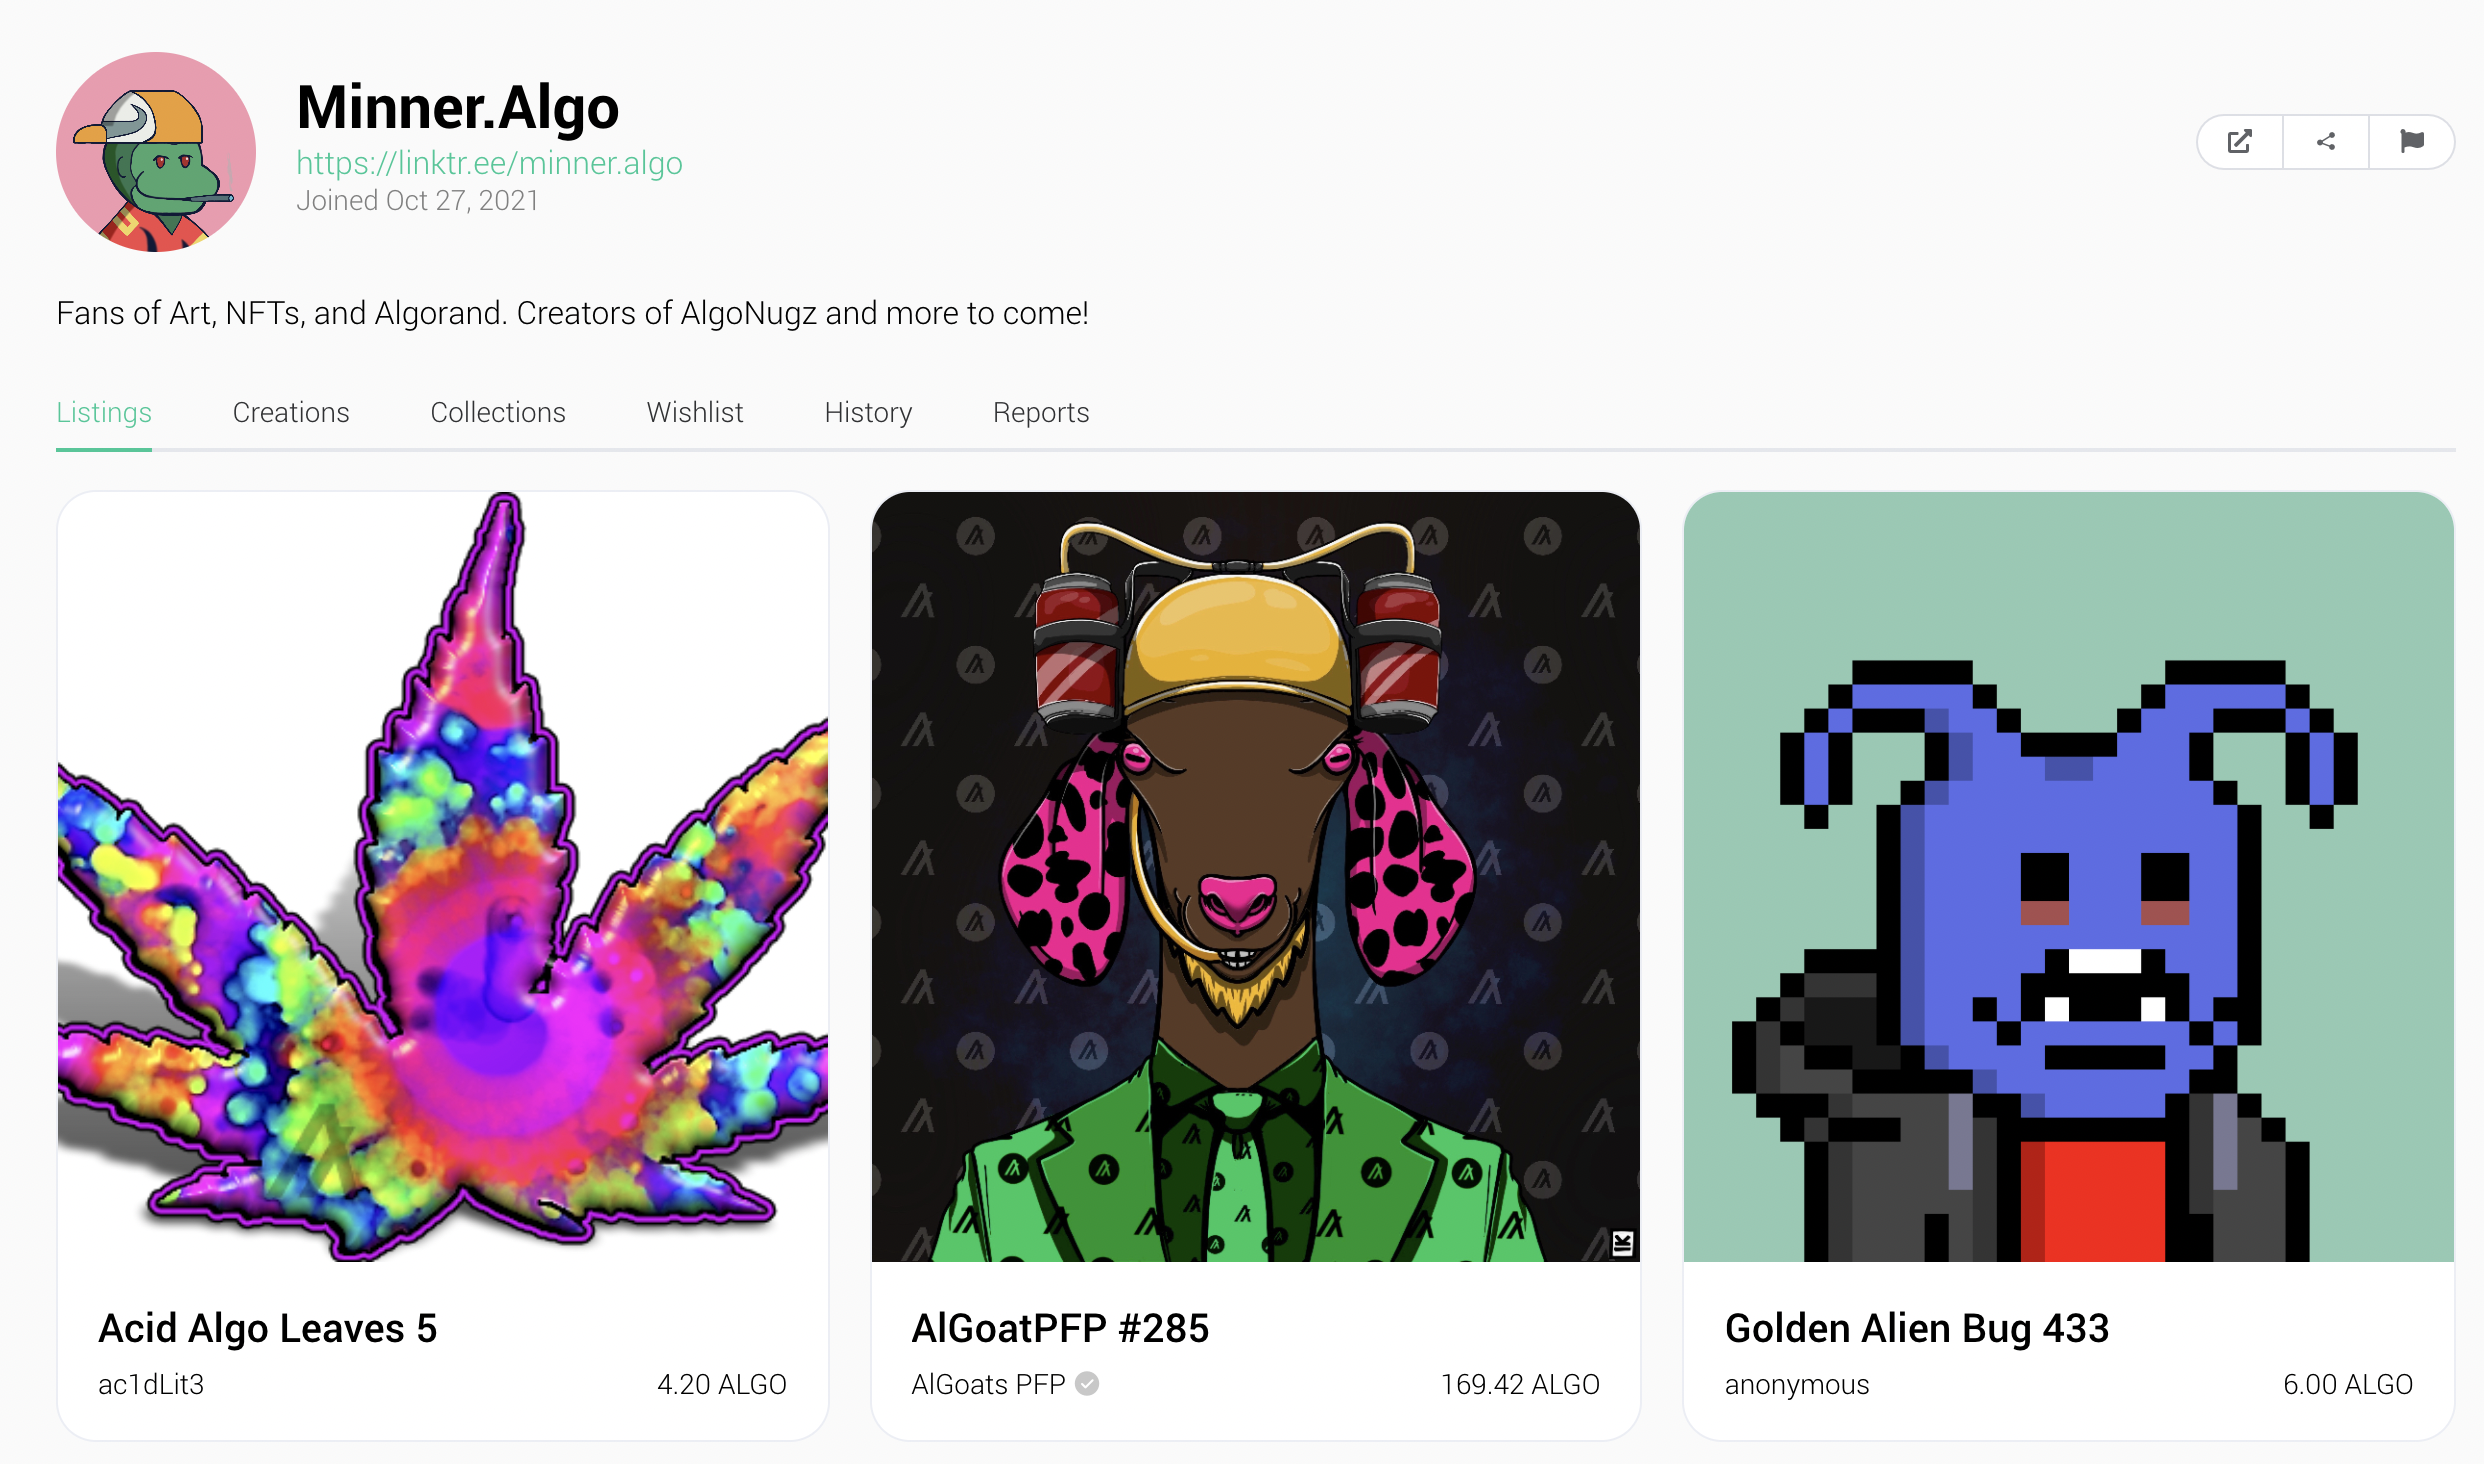 Minner.Algo
https://linktr.ee/minner.algo
Joined Oct 27, 2021
Fans of Art, NFTs, and Algorand. Creators of AlgoNugz and more to come!
Listings Creations Collections Wishlist History Reports
Acid Algo Leaves 5
ac1dLit3 4.20 ALGO
AlGoatPFP #285
AlGoats PFP 169.42 ALGO
Golden Alien Bug 433
anonymous 6.00 ALGO